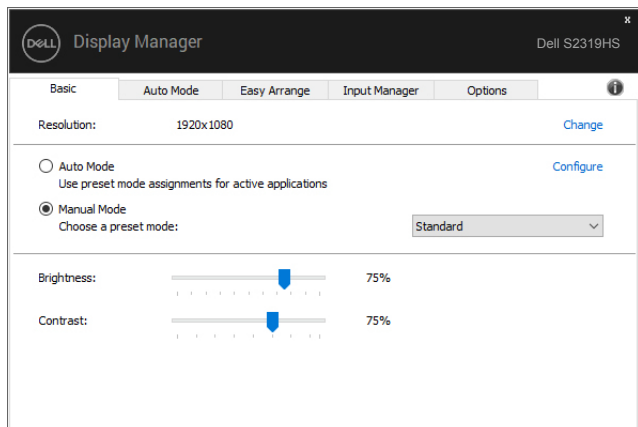 x
DELL Display Manager Dell S2319HS
Basic Auto Mode Easy Arrange Input Manager Options i
Resolution: 1920x1080 Change
Auto Mode Configure
Use preset mode assignments for active applications
Manual Mode
Choose a preset mode: Standard
Brightness: 75%
Contrast: 75%